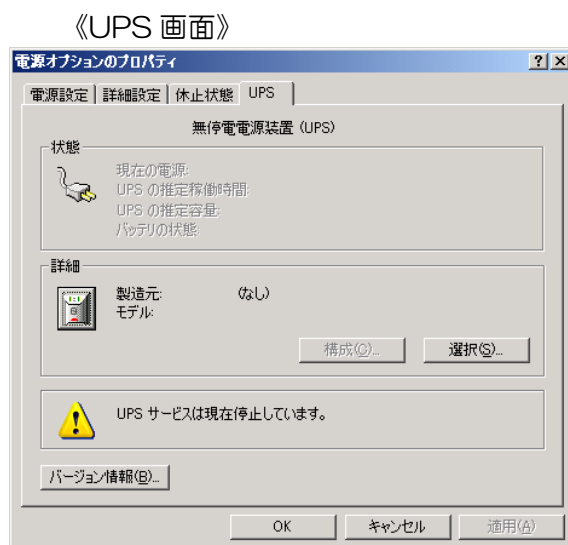 《UPS 画面》
電源オプションのプロパティ
電源設定 詳細設定 休止状態 UPS
無停電電源装置 (UPS)
状態
現在の電源:
UPS の推定稼働時間:
UPS の推定容量:
バッテリの状態:
詳細
製造元: (なし)
モデル:
構成(C)... 選択(S)...
UPS サービスは現在停止しています。
バージョン情報(B)...
OK キャンセル 適用(A)